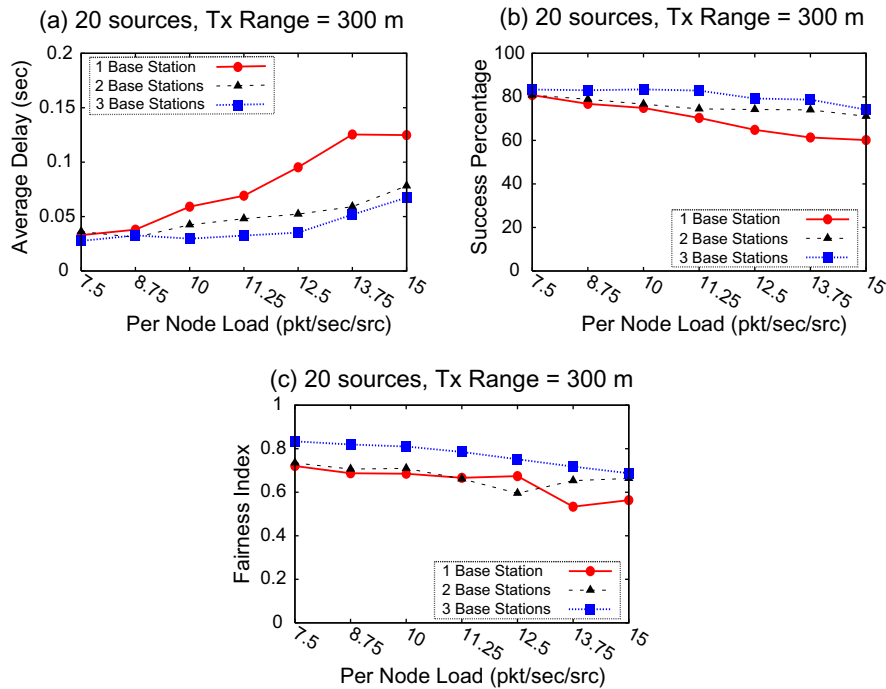 (a) 20 sources, Tx Range = 300 m
Average Delay (sec)
0.2
0.15
0.1
0.05
0
1 Base Station
2 Base Stations
3 Base Stations
7.5
8.75
10
11.25
12.5
13.75
15
Per Node Load (pkt/sec/src)
(b) 20 sources, Tx Range = 300 m
Success Percentage
100
80
60
40
20
0
1 Base Station
2 Base Stations
3 Base Stations
7.5
8.75
10
11.25
12.5
13.75
15
Per Node Load (pkt/sec/src)
(c) 20 sources, Tx Range = 300 m
Fairness Index
1
0.8
0.6
0.4
0.2
0
1 Base Station
2 Base Stations
3 Base Stations
7.5
8.75
10
11.25
12.5
13.75
15
Per Node Load (pkt/sec/src)